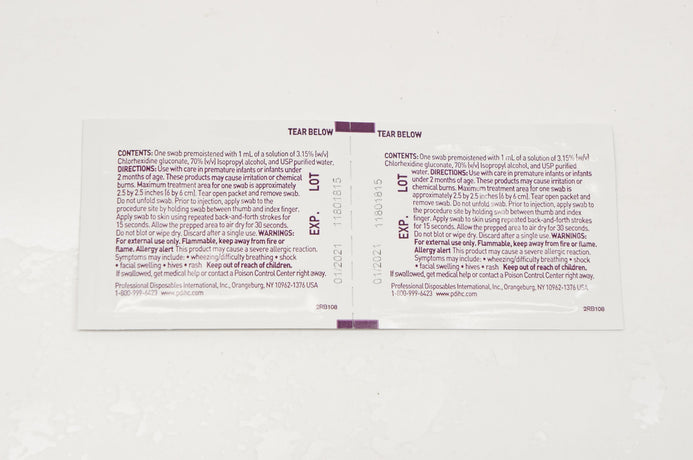 TEAR BELOW
CONTENTS: One swab premoistened with 1 mL of a solution of 3.15% (w/v)
Chlorhexidine gluconate, 70% (v/v) Isopropyl alcohol, and USP purified water.
DIRECTIONS: Use with care in premature infants or infants under
2 months of age. These products may cause irritation or chemical
burns. Maximum treatment area for one swab is approximately
2.5 by 2.5 inches (6 by 6 cm). Tear open packet and remove swab.
Do not unfold swab. Prior to injection, apply swab to the
procedure site by holding swab between thumb and index finger.
Apply swab to skin using repeated back-and-forth strokes for
15 seconds. Allow the prepped area to air dry for 30 seconds.
Do not blot or wipe dry. Discard after a single use. WARNINGS:
For external use only. Flammable, keep away from fire or
flame. Allergy alert This product may cause a severe allergic reaction.
Symptoms may include: • wheezing/difficulty breathing • shock
• facial swelling • hives • rash Keep out of reach of children.
If swallowed, get medical help or contact a Poison Control Center right away.
Professional Disposables International, Inc., Orangeburg, NY 10962-1376 USA
1-800-999-6423 www.pdihc.com
2RB108
EXP. LOT
01/2021 11801815
TEAR BELOW
CONTENTS: One swab premoistened with 1 mL of a solution of 3.15% (w/v)
Chlorhexidine gluconate, 70% (v/v) Isopropyl alcohol, and USP purified
water. DIRECTIONS: Use with care in premature infants or infants
under 2 months of age. These products may cause irritation or
chemical burns. Maximum treatment area for one swab is
approximately 2.5 by 2.5 inches (6 by 6 cm). Tear open packet and
remove swab. Do not unfold swab. Prior to injection, apply swab to
the procedure site by holding swab between thumb and index
finger. Apply swab to skin using repeated back-and-forth strokes
for 15 seconds. Allow the prepped area to air dry for 30 seconds.
Do not blot or wipe dry. Discard after a single use. WARNINGS:
For external use only. Flammable, keep away from fire or flame.
Allergy alert This product may cause a severe allergic reaction.
Symptoms may include: • wheezing/difficulty breathing • shock
• facial swelling • hives • rash Keep out of reach of children.
If swallowed, get medical help or contact a Poison Control Center right away.
Professional Disposables International, Inc., Orangeburg, NY 10962-1376 USA
1-800-999-6423 www.pdihc.com
2RB108
EXP. LOT
01/2021 11801815